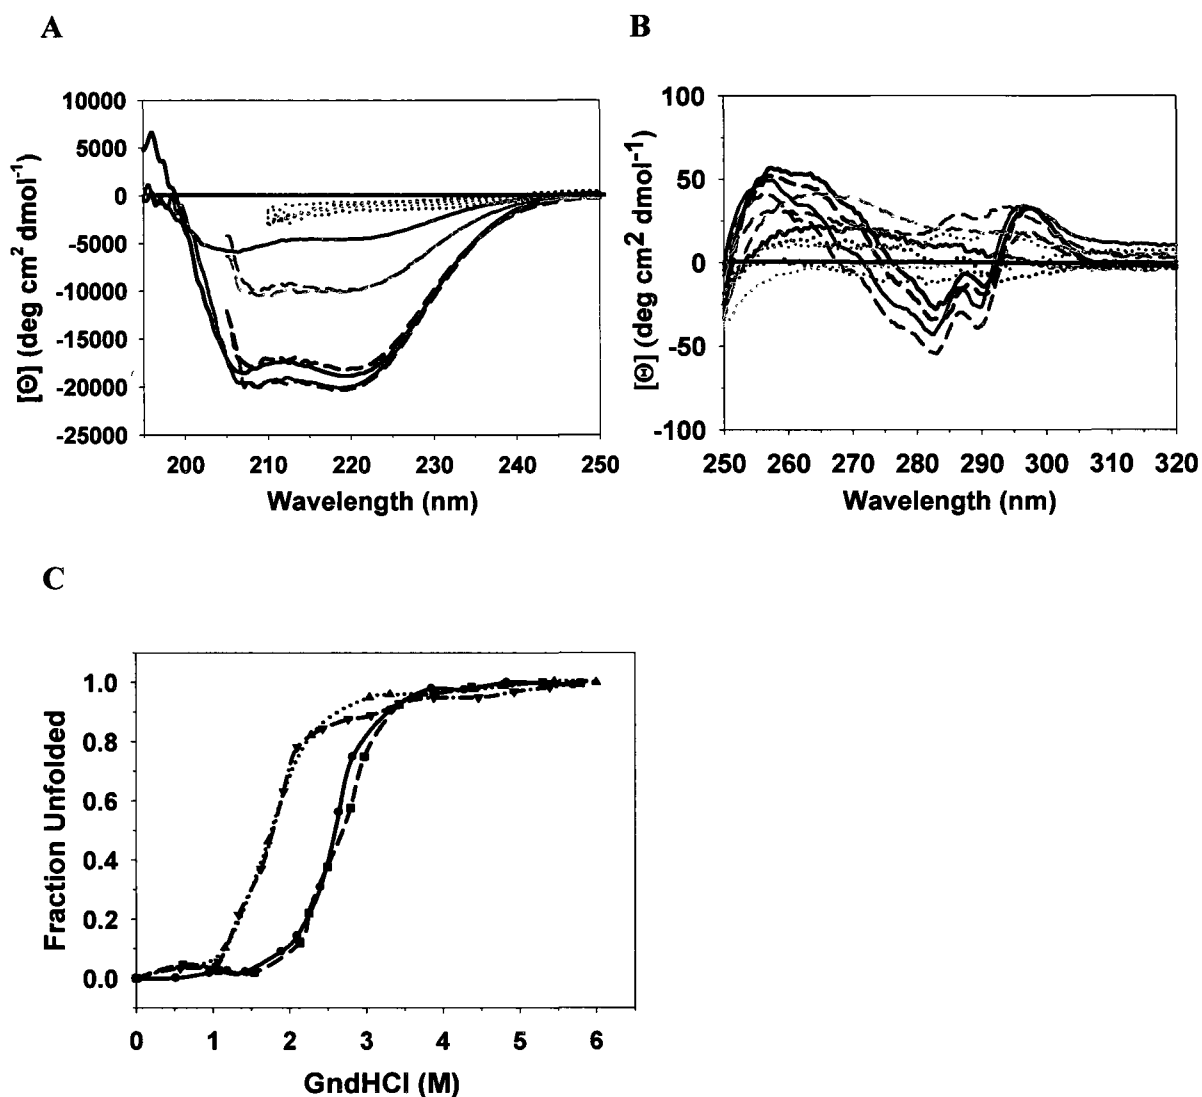 A
B
10000
5000
0
-5000
-10000
-15000
-20000
-25000
[Θ] (deg cm² dmol⁻¹)
200 210 220 230 240 250
Wavelength (nm)
100
50
0
-50
-100
[Θ] (deg cm² dmol⁻¹)
250 260 270 280 290 300 310 320
Wavelength (nm)
C
1.0
0.8
0.6
0.4
0.2
0.0
Fraction Unfolded
0 1 2 3 4 5 6
GndHCl (M)